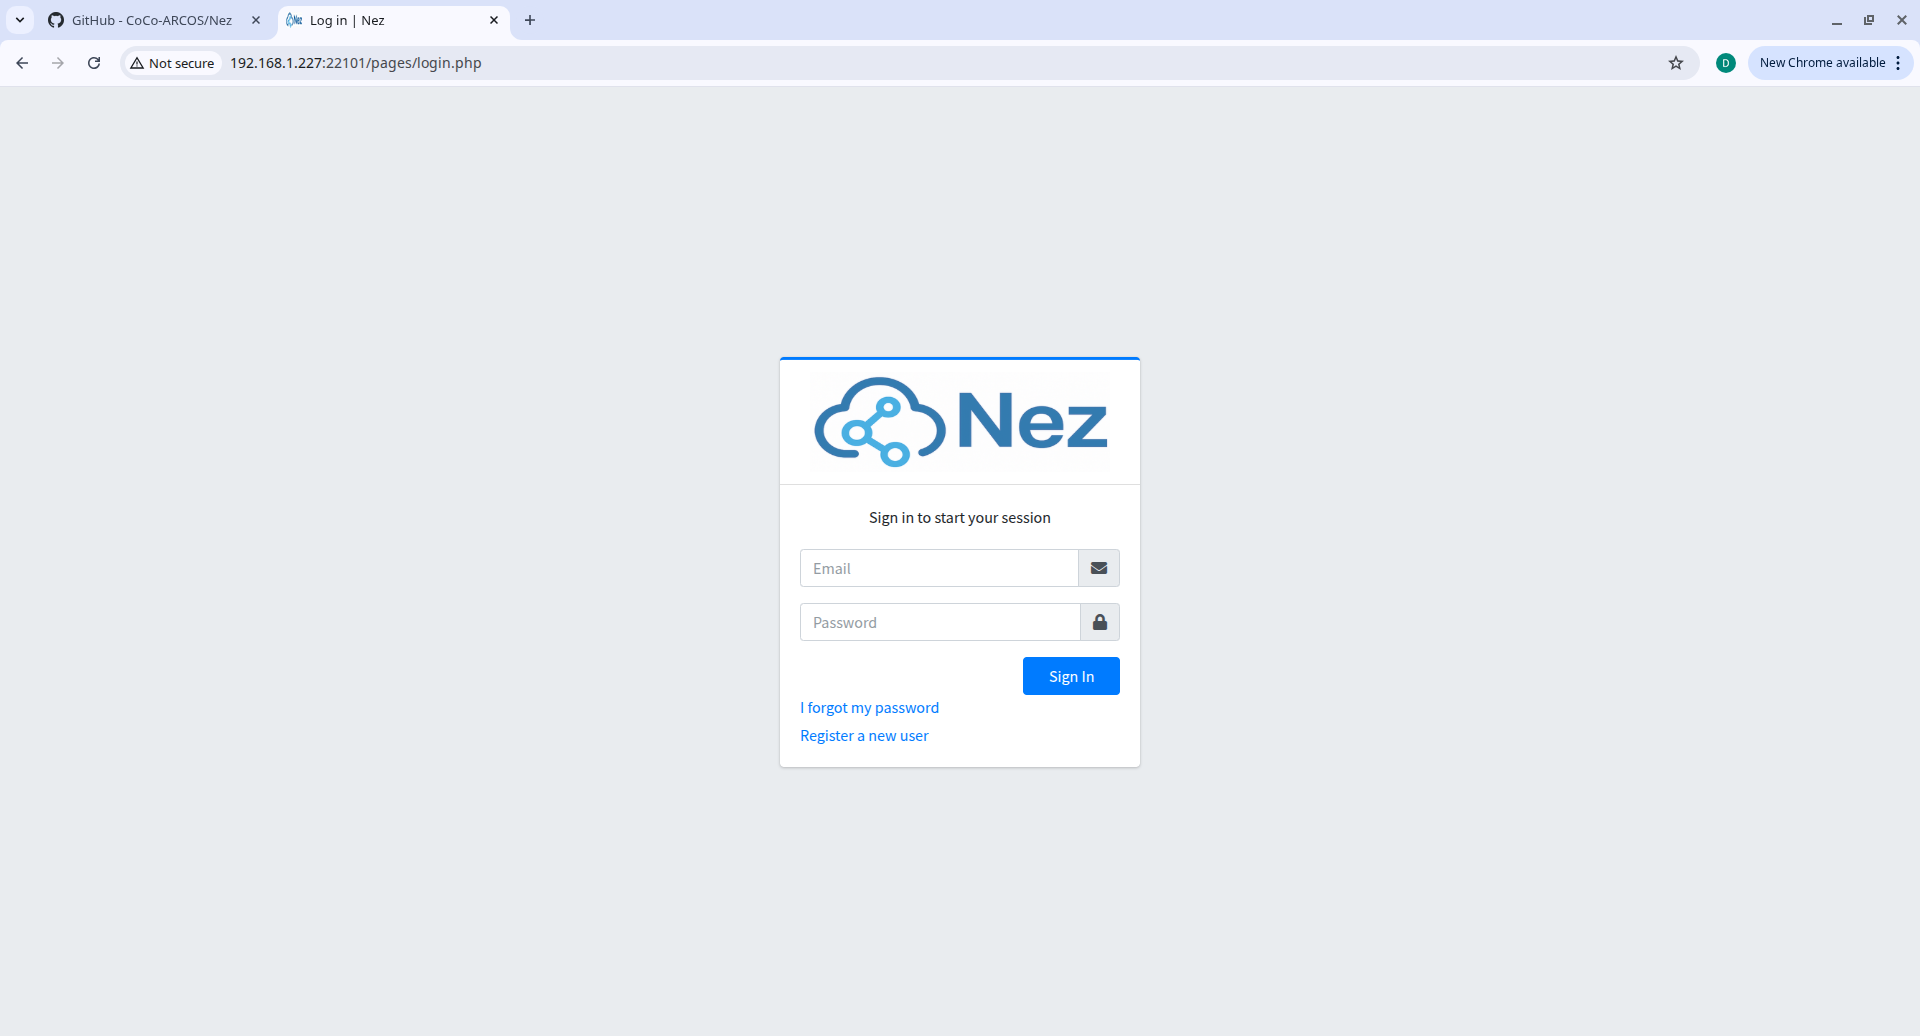 GitHub - CoCo-ARCOS/Nez
Log in | Nez
Not secure
192.168.1.227:22101/pages/login.php
D
New Chrome available
Nez
Sign in to start your session
Email
Password
Sign In
I forgot my password
Register a new user